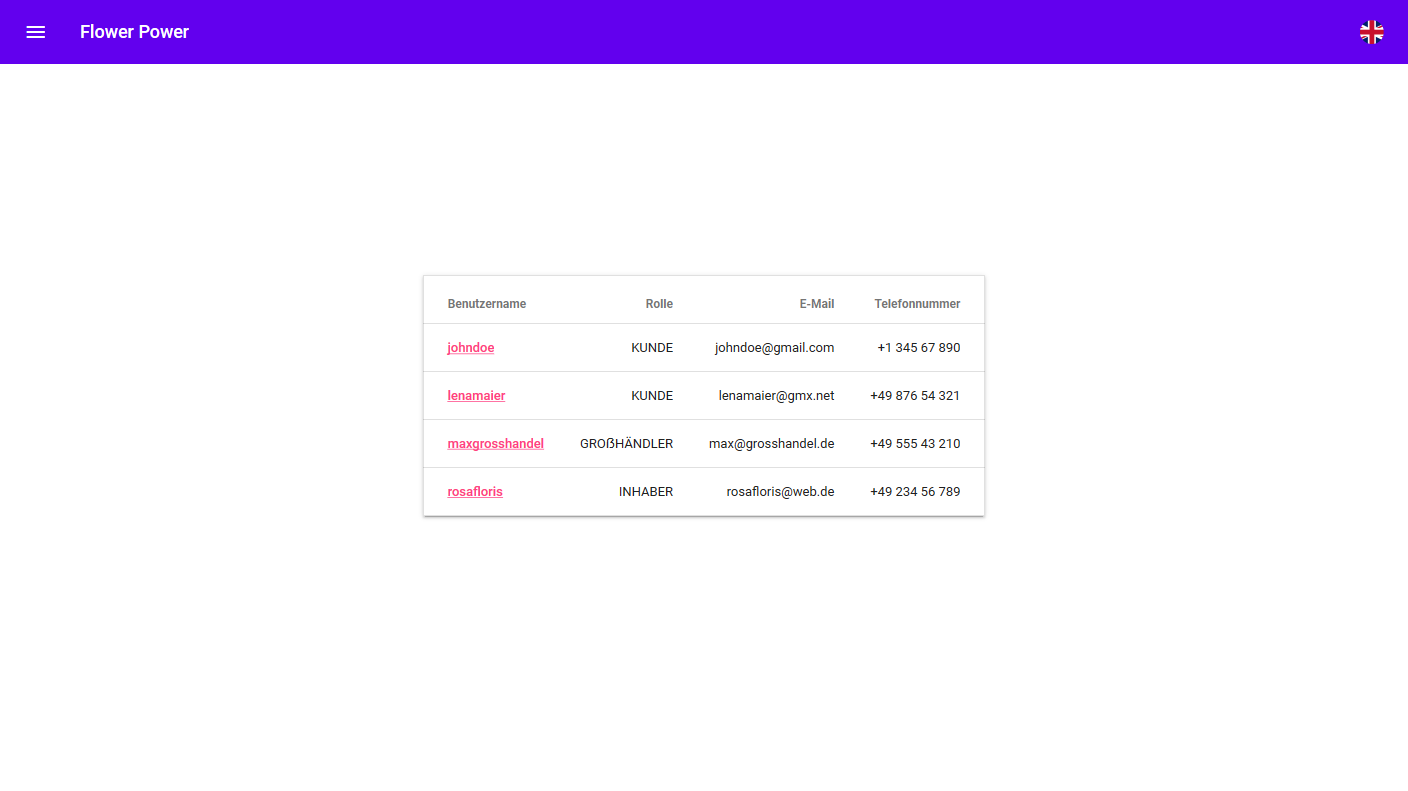 Flower Power
Benutzername Rolle E-Mail Telefonnummer
johndoe KUNDE johndoe@gmail.com +1 345 67 890
lenamaier KUNDE lenamaier@gmx.net +49 876 54 321
maxgrosshandel GROßHÄNDLER max@grosshandel.de +49 555 43 210
rosafloris INHABER rosafloris@web.de +49 234 56 789